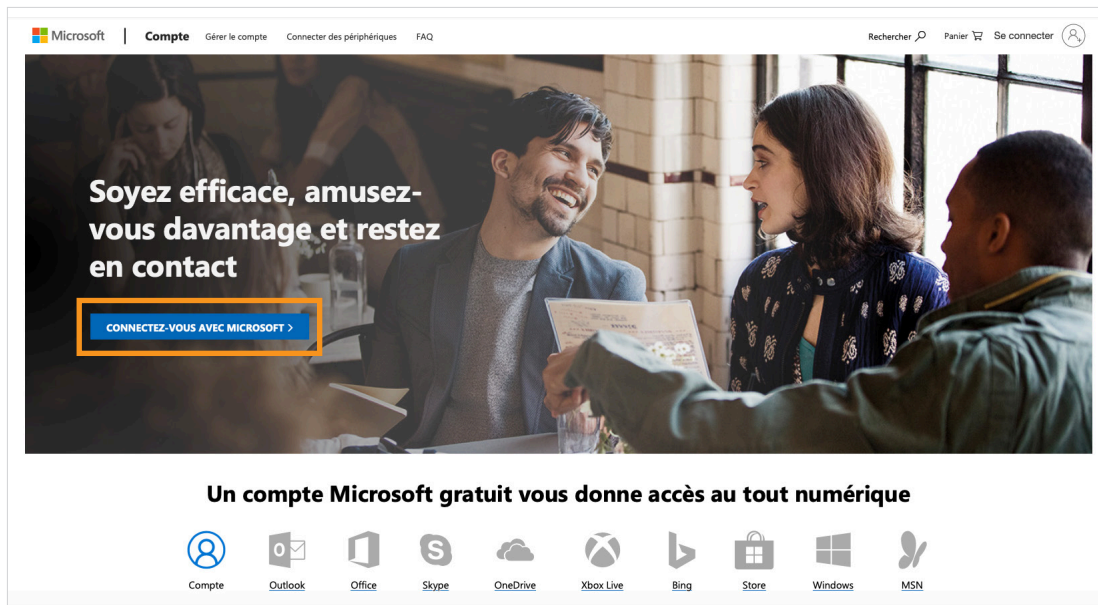 Microsoft
Compte
Gérer le compte
Connecter des périphériques
FAQ
Rechercher
Panier
Se connecter
Soyez efficace, amusez-
vous davantage et restez
en contact
CONNECTEZ-VOUS AVEC MICROSOFT >
Un compte Microsoft gratuit vous donne accès au tout numérique
Compte
Outlook
Office
Skype
OneDrive
Xbox Live
Bing
Store
Windows
MSN